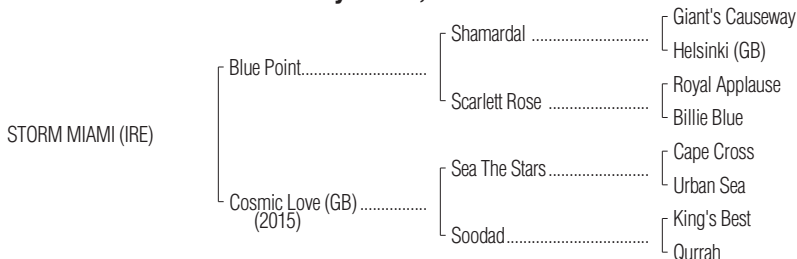 Giant's Causeway
Shamardal ..............................
Helsinki (GB)
Blue Point................................
Royal Applause
Scarlett Rose ..........................
Billie Blue
STORM MIAMI (IRE)
Cape Cross
Sea The Stars..........................
Urban Sea
Cosmic Love (GB) .................
(2015)
King's Best
Soodad....................................
Qurrah